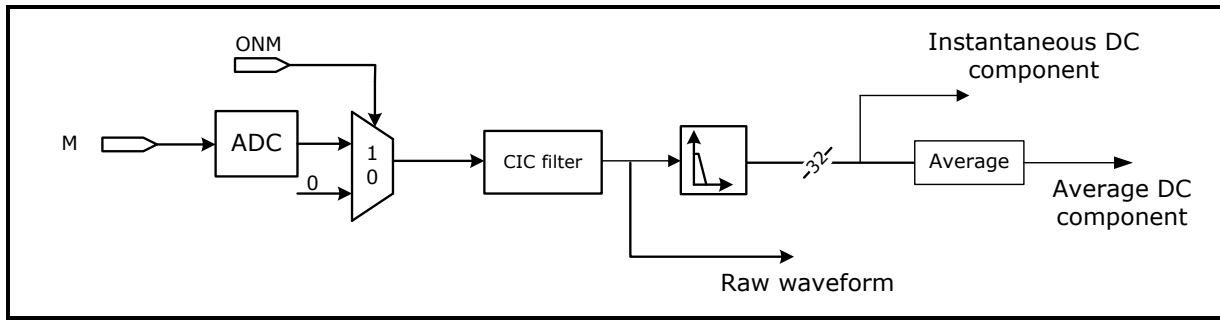 ONM
Instantaneous DC
component
M
ADC
1
0
0
CIC filter
32
Average
Average DC
component
Raw waveform